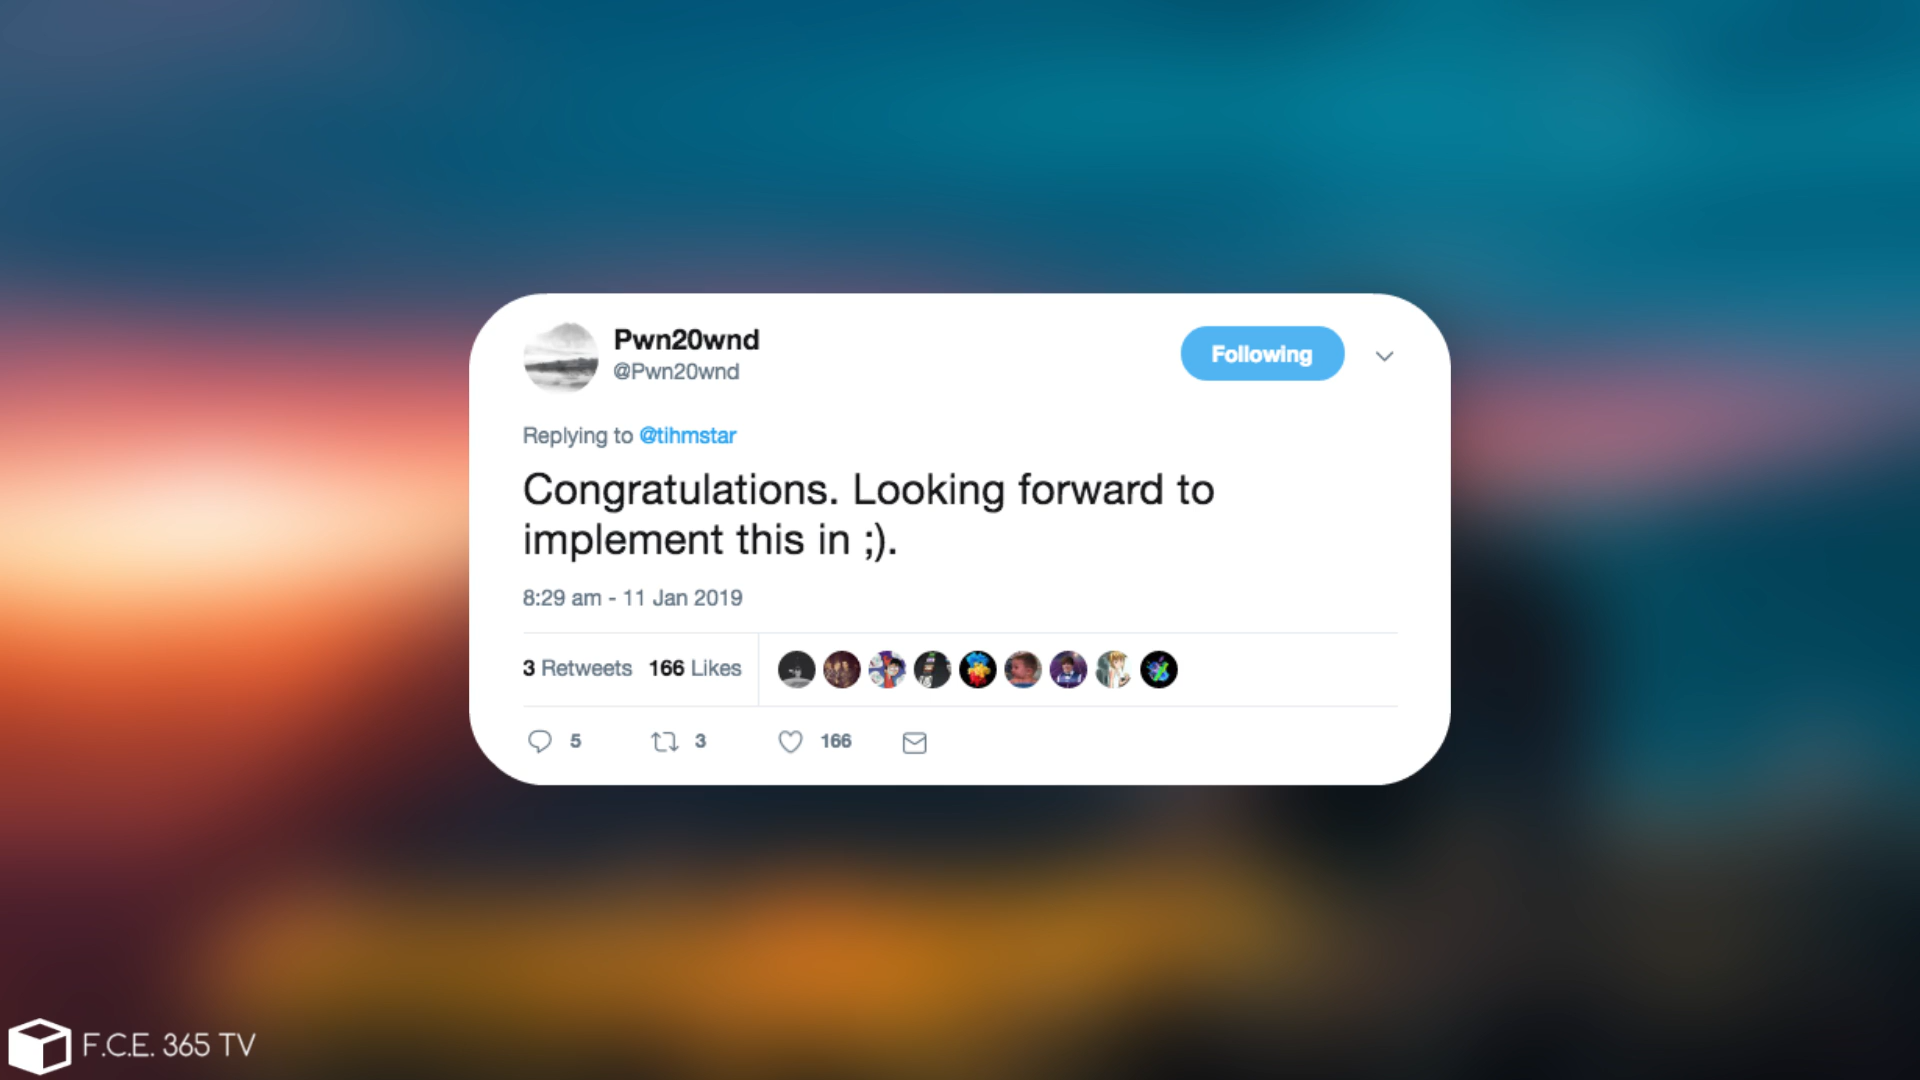 Pwn20wnd
@Pwn20wnd
Following
Replying to @tihmstar
Congratulations. Looking forward to
implement this in ;).
8:29 am - 11 Jan 2019
3 Retweets 166 Likes
5 3 166
F.C.E. 365 TV